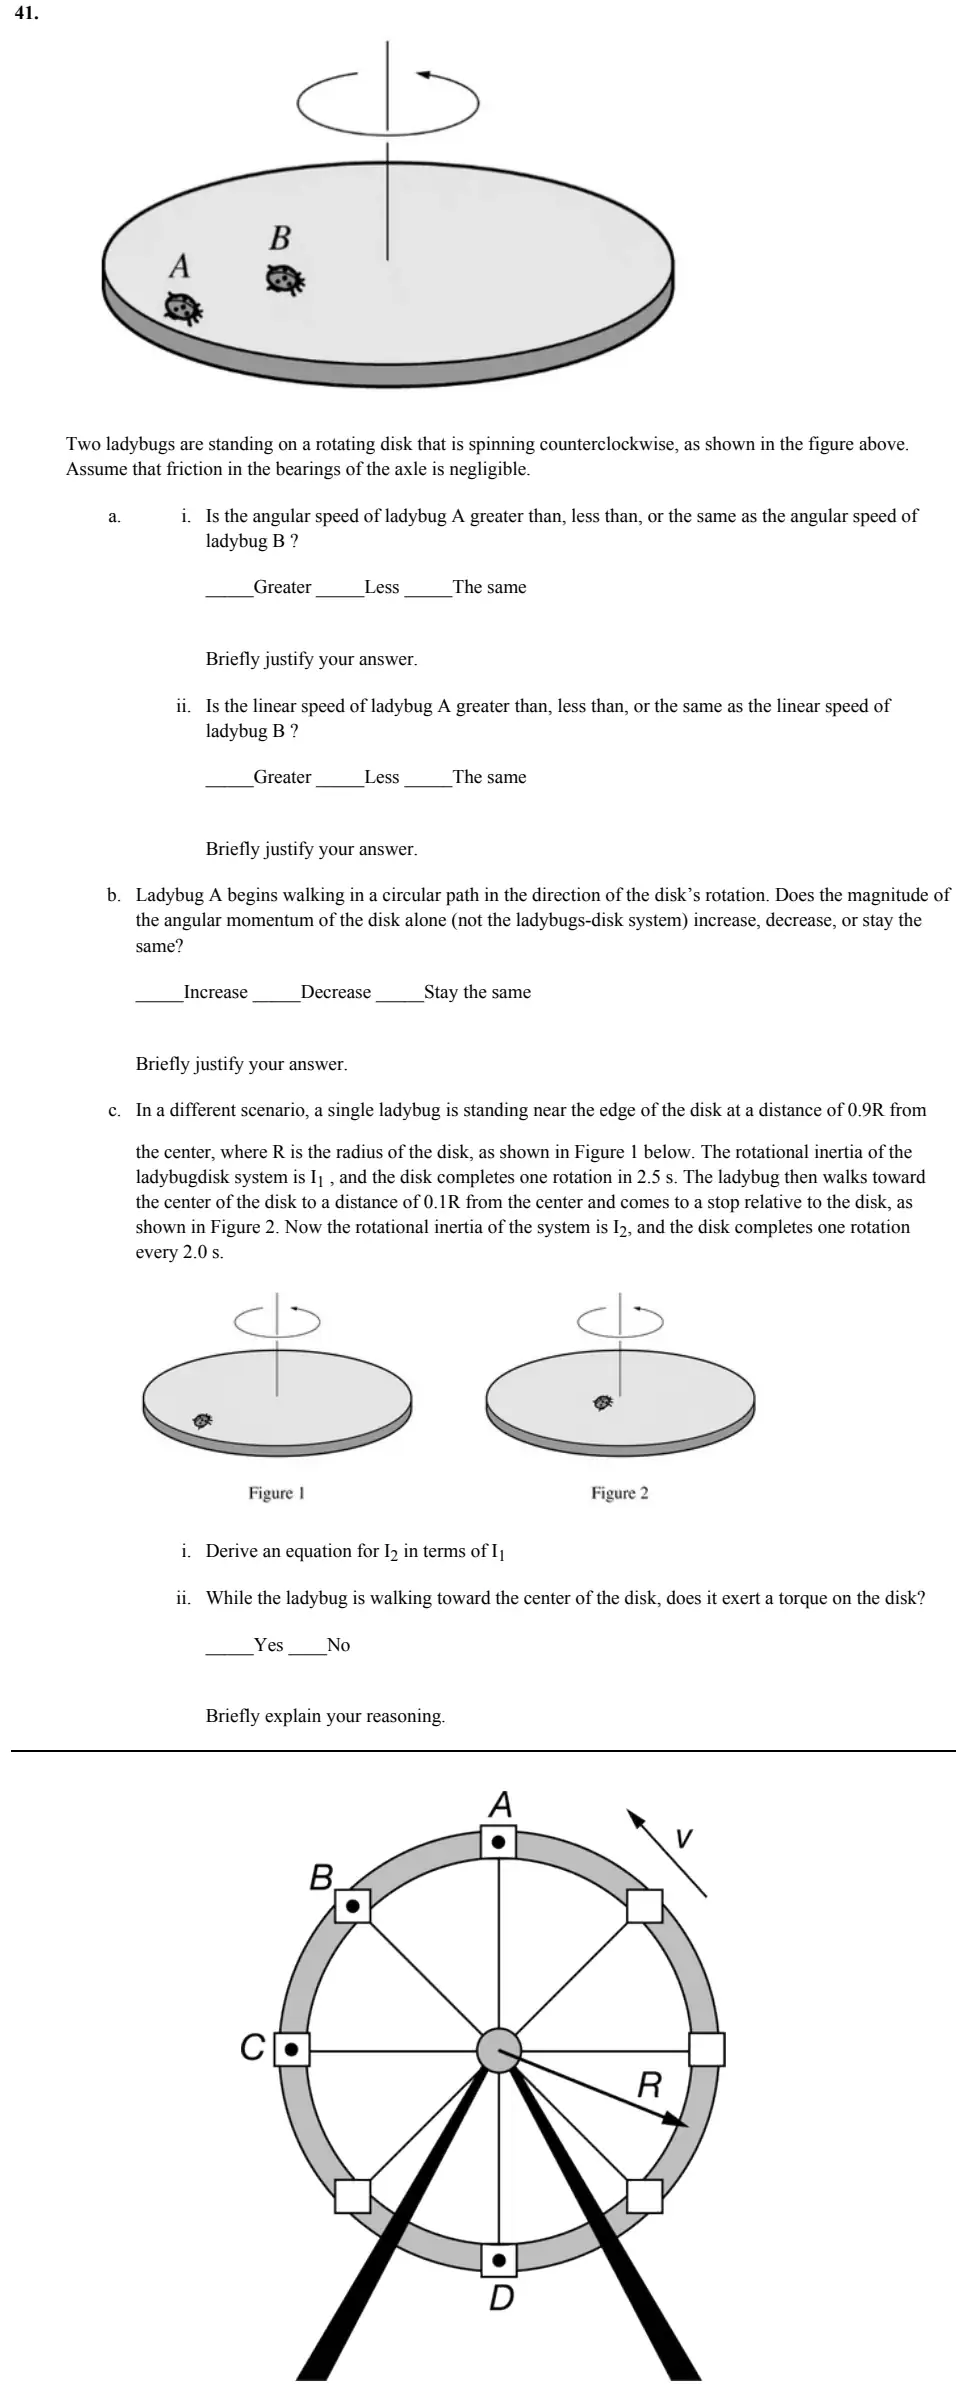 41.
A
B
Two ladybugs are standing on a rotating disk that is spinning counterclockwise, as shown in the figure above.
Assume that friction in the bearings of the axle is negligible.
a. i. Is the angular speed of ladybug A greater than, less than, or the same as the angular speed of
ladybug B ?
_____Greater _____Less _____The same
Briefly justify your answer.
ii. Is the linear speed of ladybug A greater than, less than, or the same as the linear speed of
ladybug B ?
_____Greater _____Less _____The same
Briefly justify your answer.
b. Ladybug A begins walking in a circular path in the direction of the disk’s rotation. Does the magnitude of
the angular momentum of the disk alone (not the ladybugs-disk system) increase, decrease, or stay the
same?
_____Increase _____Decrease _____Stay the same
Briefly justify your answer.
c. In a different scenario, a single ladybug is standing near the edge of the disk at a distance of 0.9R from
the center, where R is the radius of the disk, as shown in Figure 1 below. The rotational inertia of the
ladybugdisk system is I₁ , and the disk completes one rotation in 2.5 s. The ladybug then walks toward
the center of the disk to a distance of 0.1R from the center and comes to a stop relative to the disk, as
shown in Figure 2. Now the rotational inertia of the system is I₂, and the disk completes one rotation
every 2.0 s.
Figure 1 Figure 2
i. Derive an equation for I₂ in terms of I₁
ii. While the ladybug is walking toward the center of the disk, does it exert a torque on the disk?
_____Yes ____No
Briefly explain your reasoning.
A
v
B
C
R
D